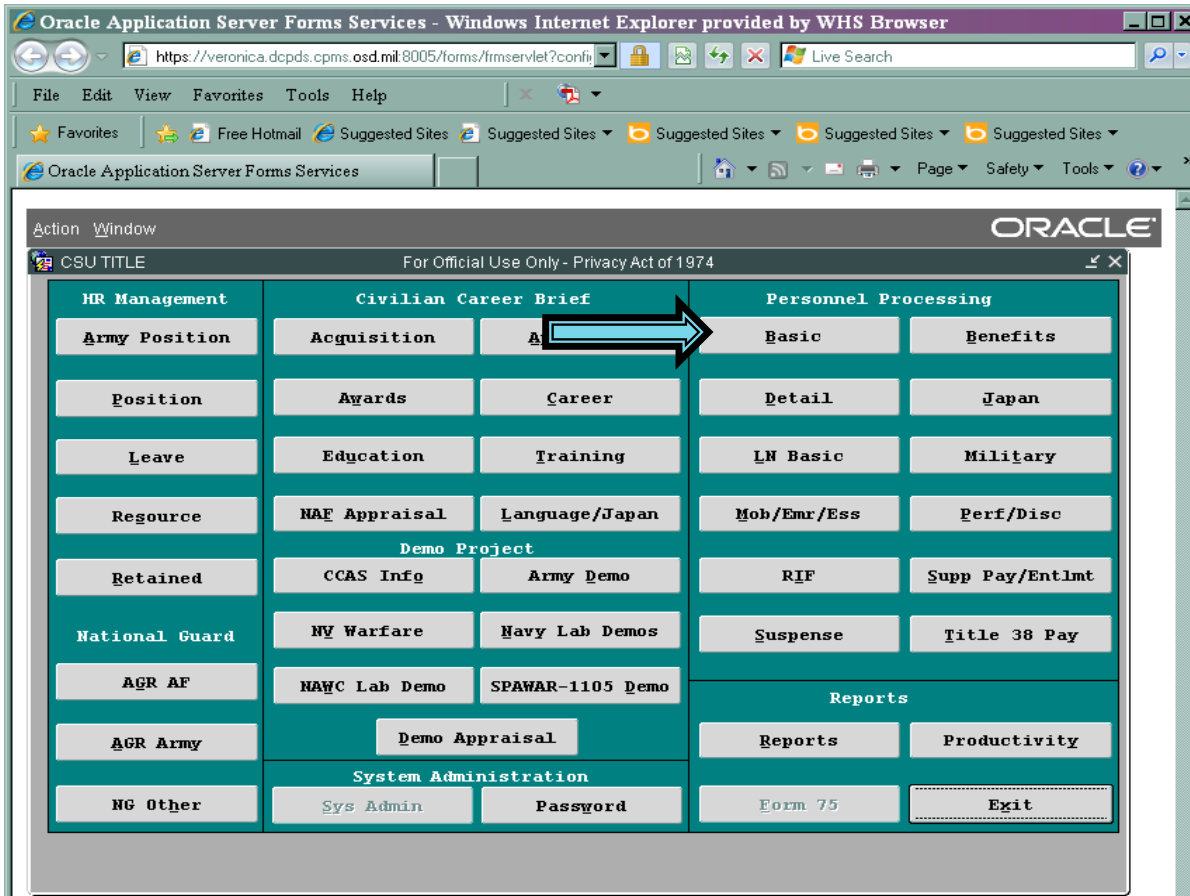 Oracle Application Server Forms Services - Windows Internet Explorer provided by WHS Browser
https://veronica.dcpds.cpms.osd.mil:8005/forms/frmservlet?config Live Search
File Edit View Favorites Tools Help
Favorites Free Hotmail Suggested Sites Suggested Sites Suggested Sites Suggested Sites Suggested Sites
Oracle Application Server Forms Services Page Safety Tools
Action Window ORACLE
CSU TITLE For Official Use Only - Privacy Act of 1974
HR Management Civilian Career Brief Personnel Processing
Army Position Acquisition Basic Benefits
Position Awards Career Detail Japan
Leave Education Training LN Basic Military
Resource NAF Appraisal Language/Japan Mob/Emr/Ess Perf/Disc
Demo Project
Retained CCAS Info Army Demo RIF Supp Pay/Entlmt
National Guard NV Warfare Navy Lab Demos Suspense Title 38 Pay
AGR AF NAWC Lab Demo SPAWAR-1105 Demo
Reports
AGR Army Demo Appraisal Reports Productivity
System Administration
NG Other Sys Admin Password Form 75 Exit